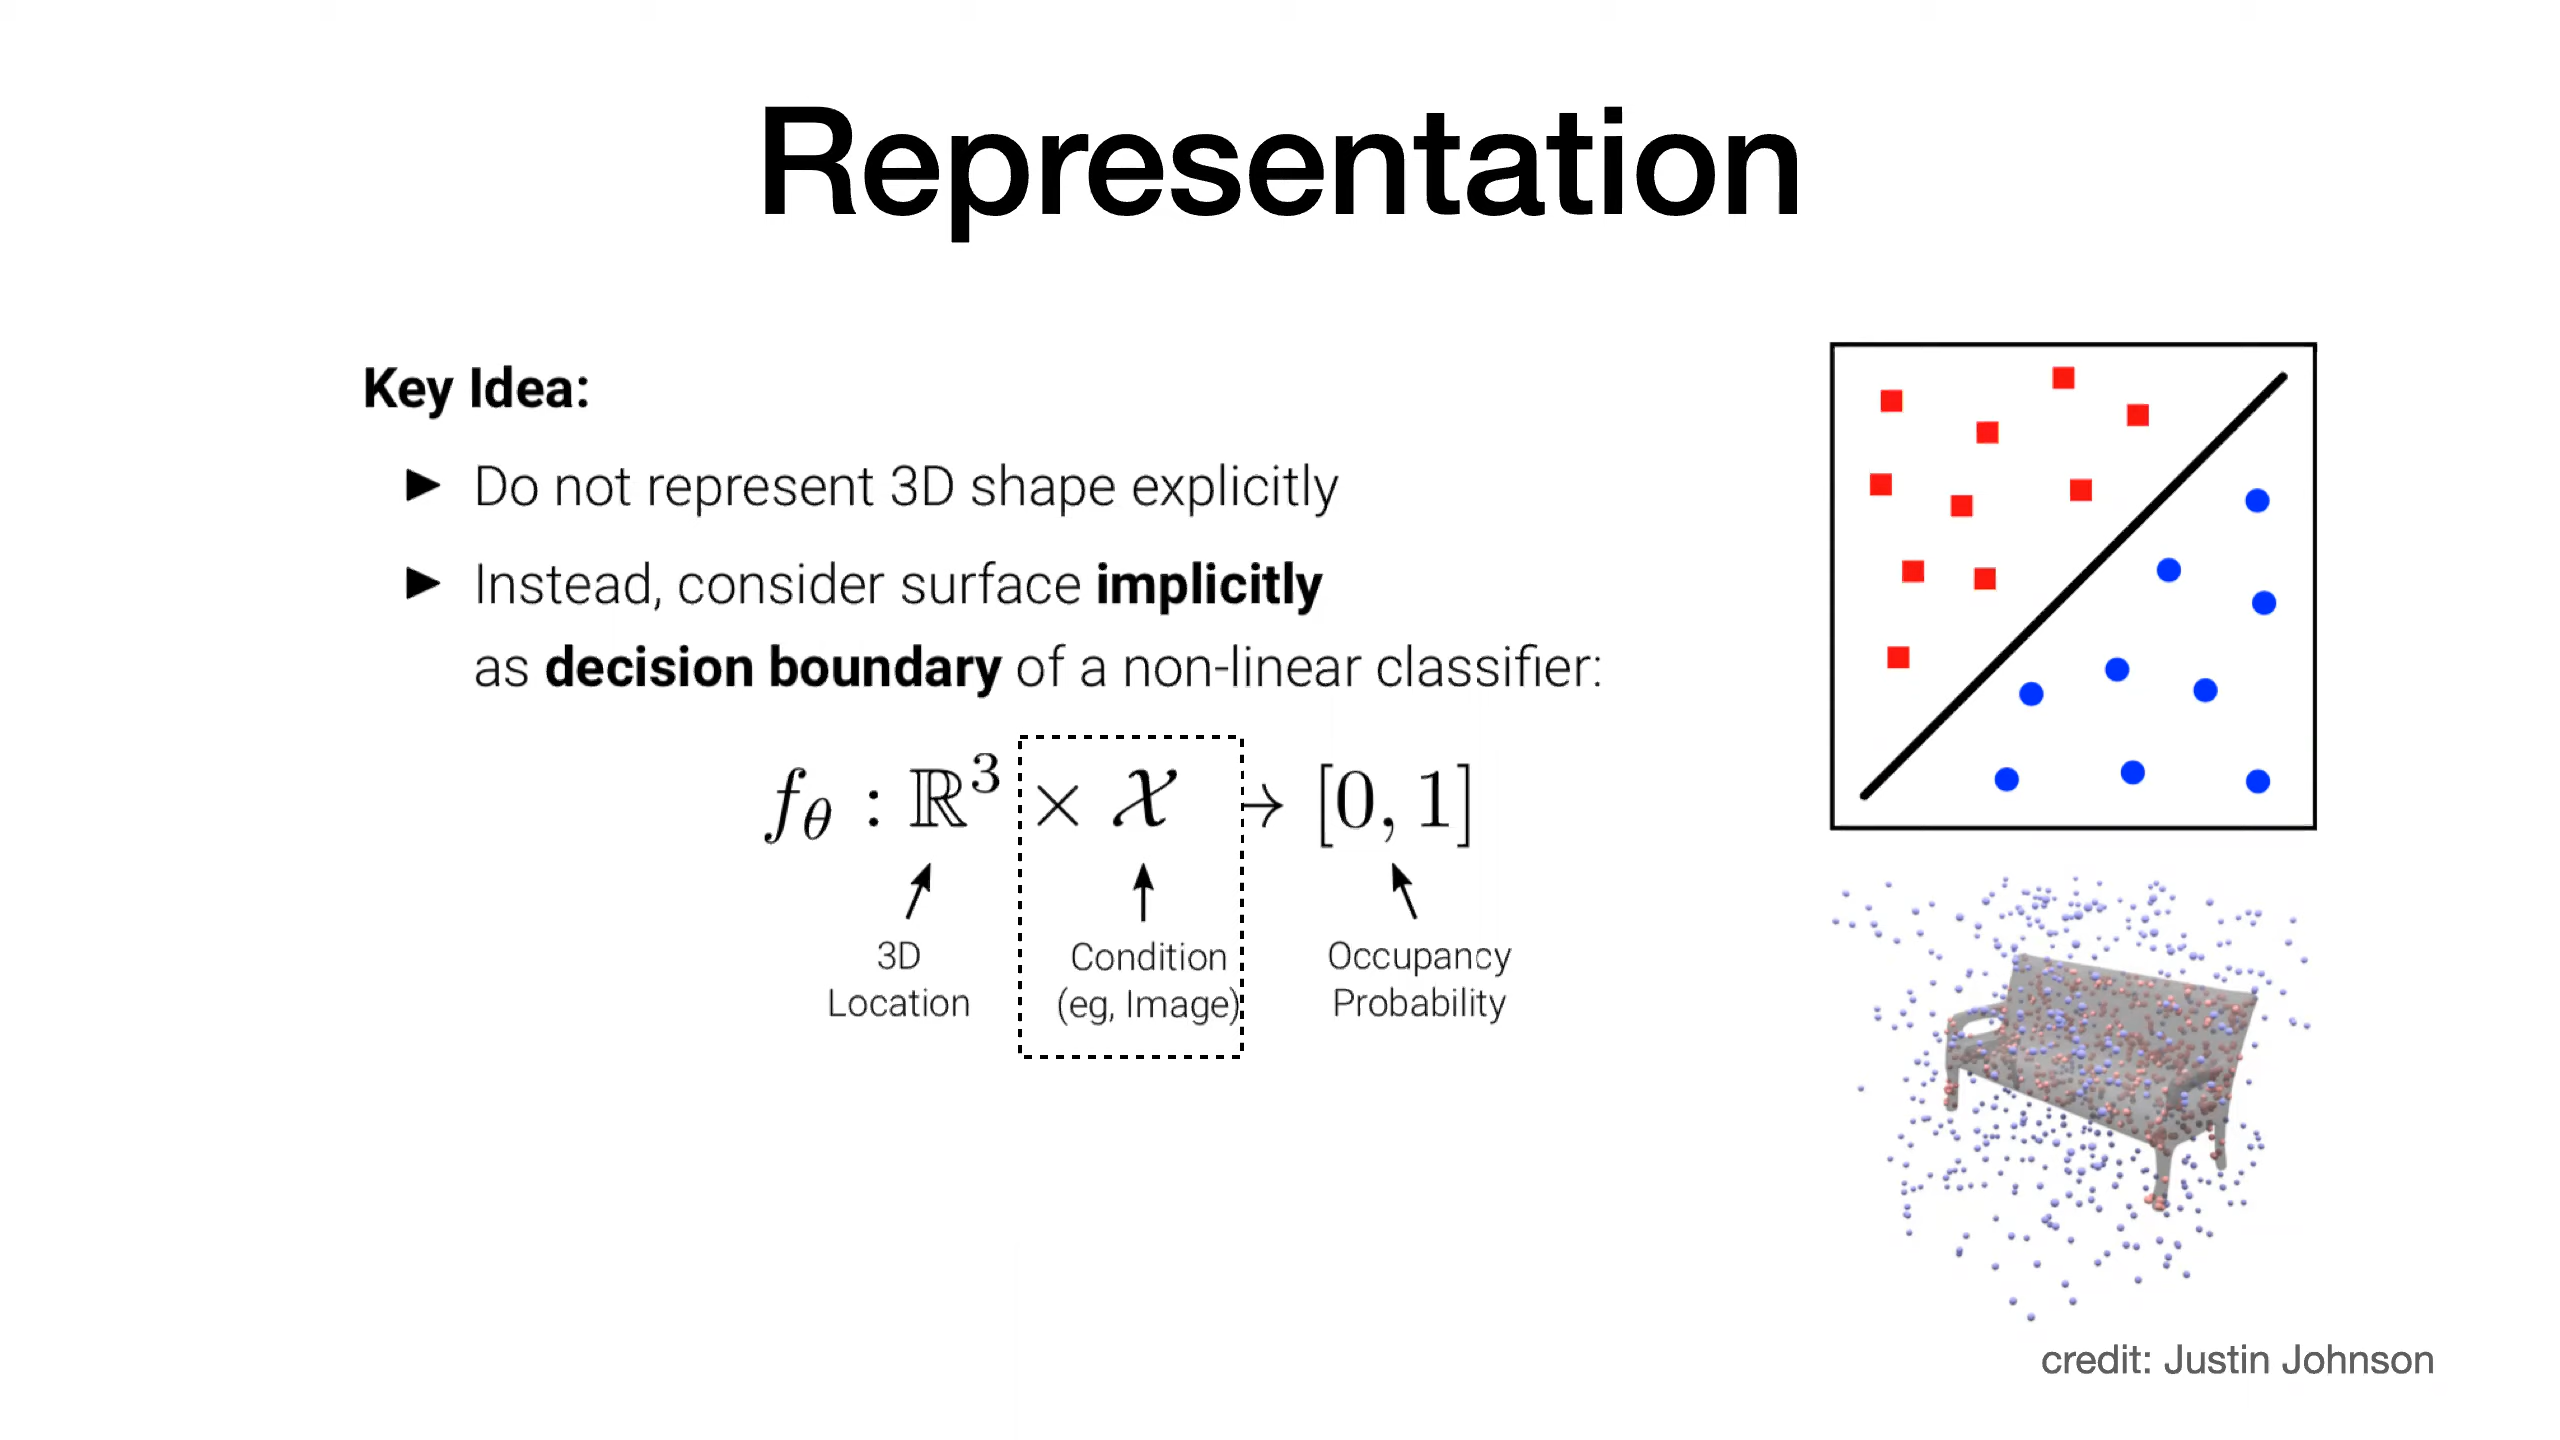 Representation
Key Idea:
▶ Do not represent 3D shape explicitly
▶ Instead, consider surface implicitly
as decision boundary of a non-linear classifier:
f_θ : ℝ³ × 𝒳 → [0, 1]
3D
Location
Condition
(eg, Image)
Occupancy
Probability
credit: Justin Johnson